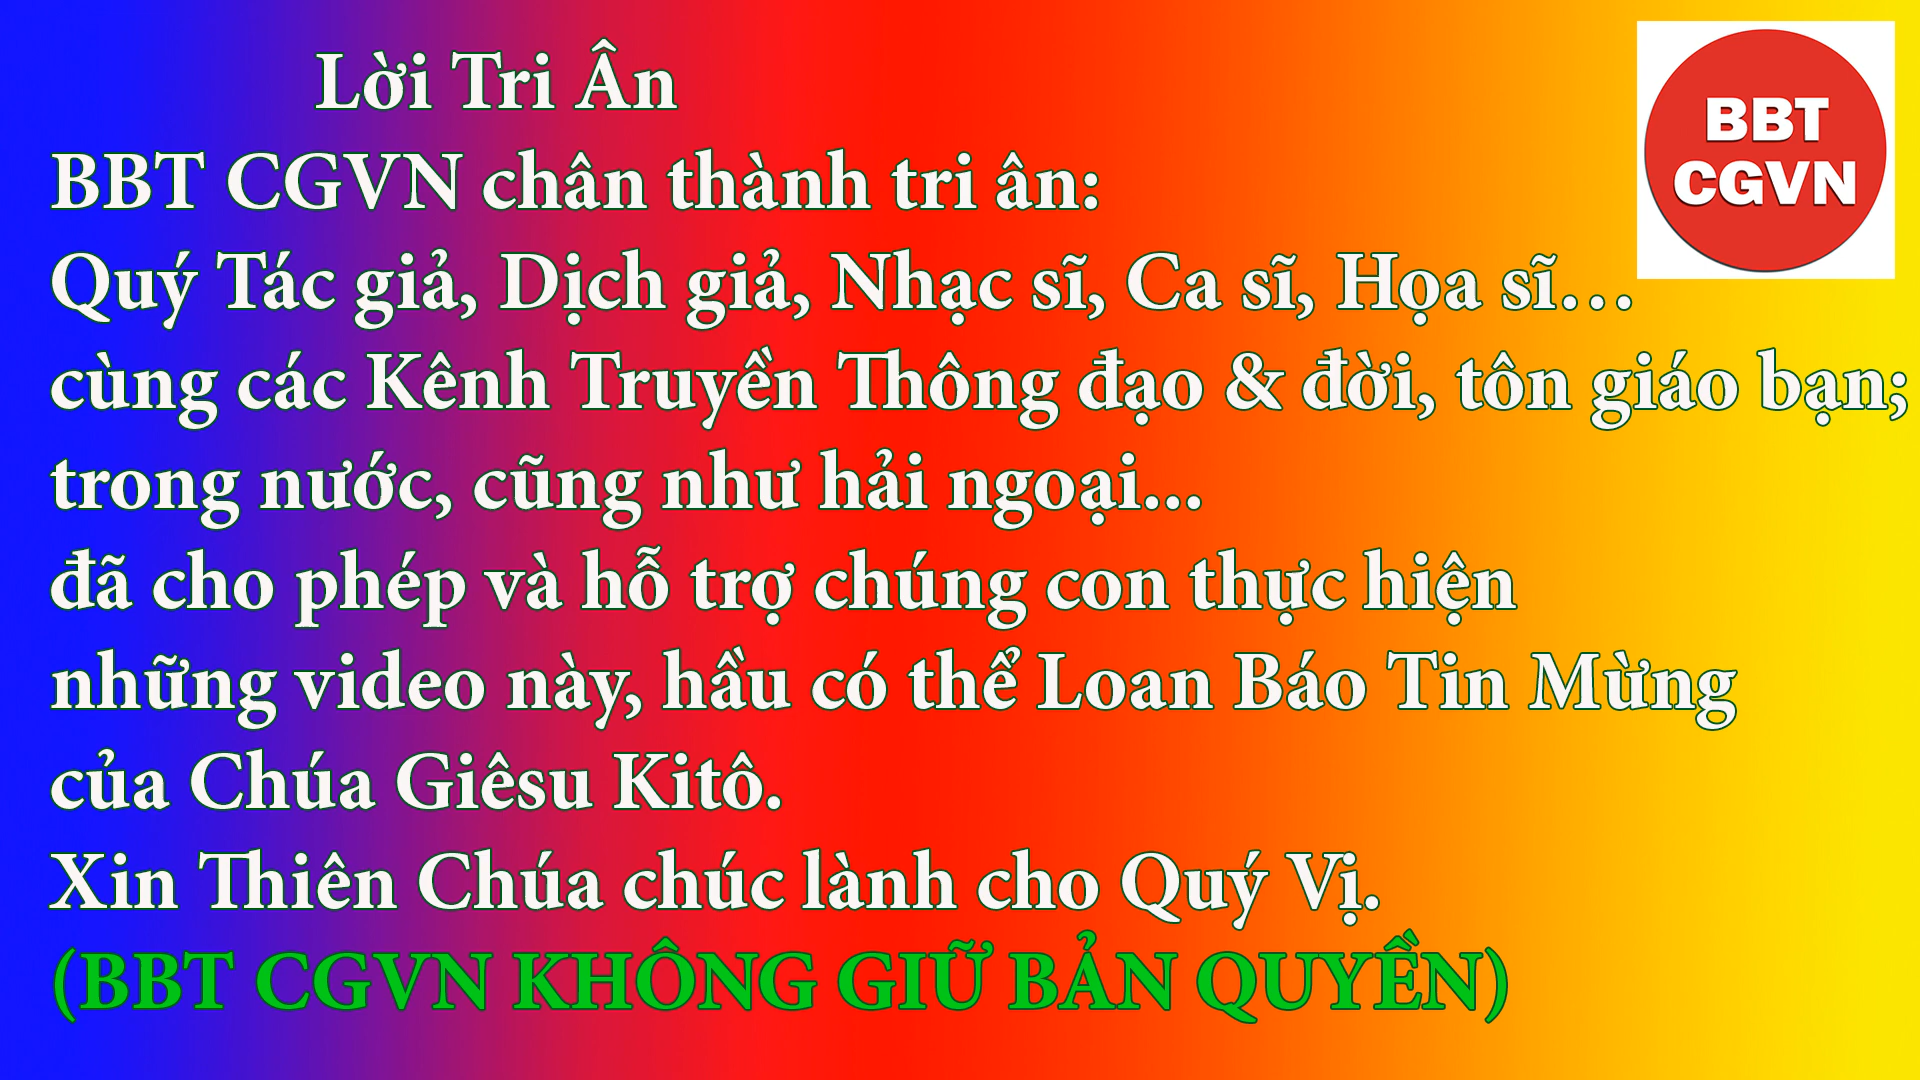 Lời Tri Ân
BBT CGVN chân thành tri ân:
Quý Tác giả, Dịch giả, Nhạc sĩ, Ca sĩ, Họa sĩ…
cùng các Kênh Truyền Thông đạo & đời, tôn giáo bạn;
trong nước, cũng như hải ngoại...
đã cho phép và hỗ trợ chúng con thực hiện
những video này, hầu có thể Loan Báo Tin Mừng
của Chúa Giêsu Kitô.
Xin Thiên Chúa chúc lành cho Quý Vị.
(BBT CGVN KHÔNG GIỮ BẢN QUYỀN)
BBT
CGVN